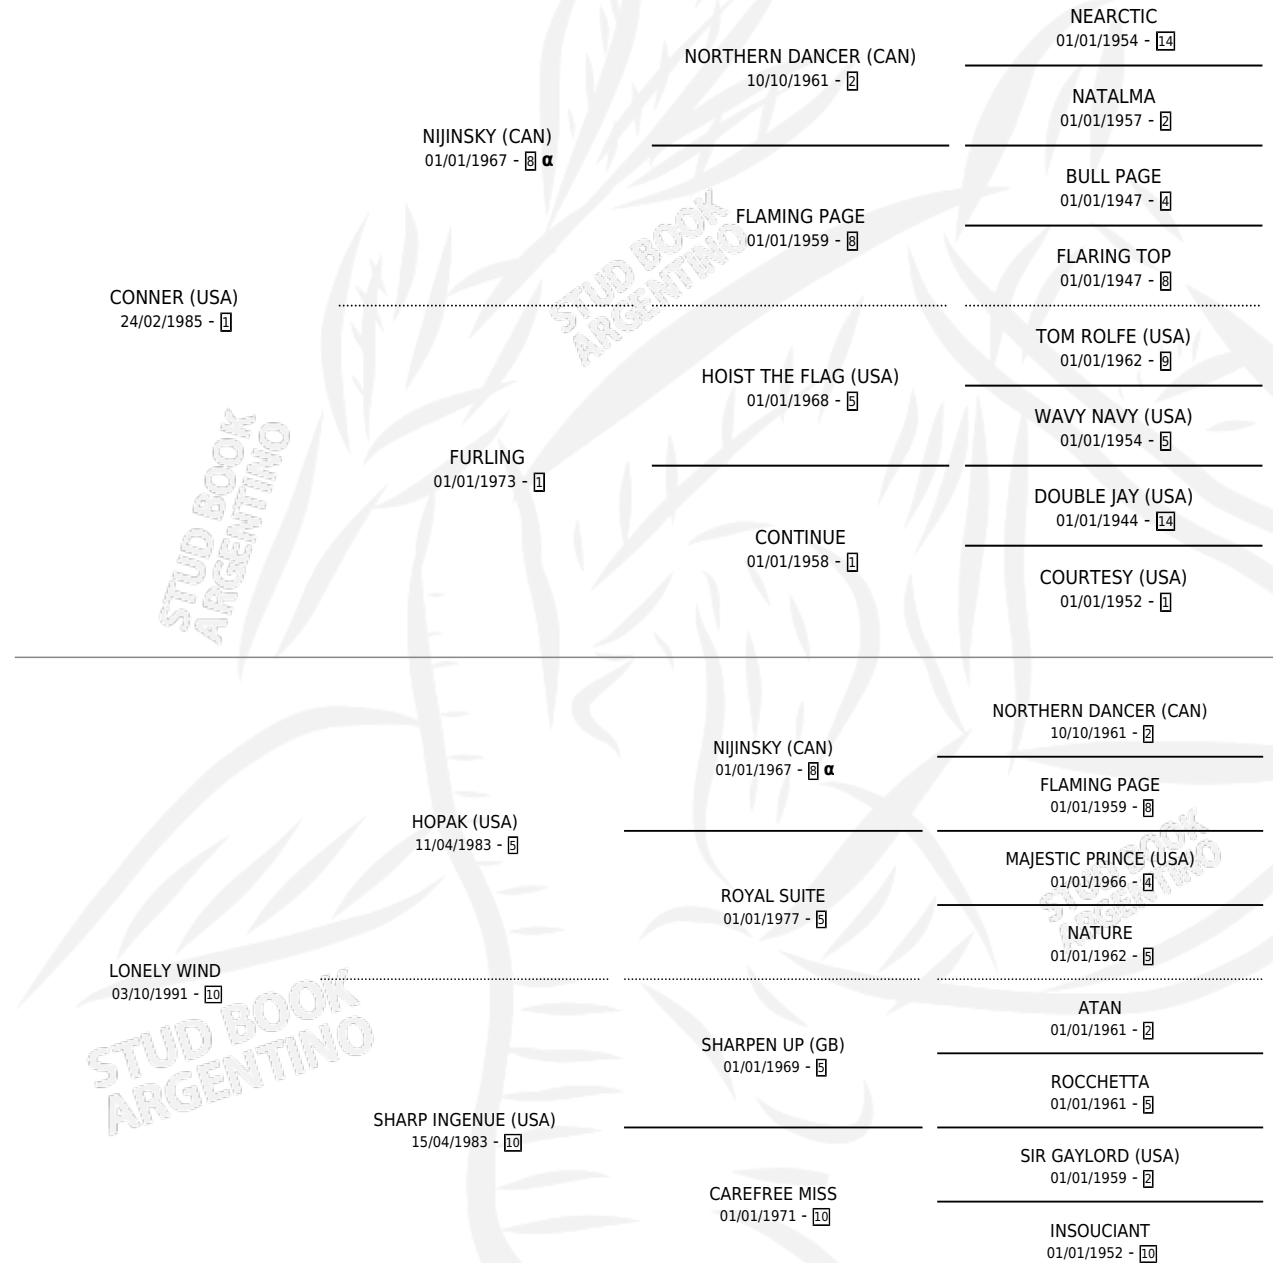 NEARCTIC
01/01/1954 - 14
NORTHERN DANCER (CAN)
10/10/1961 - 2
NATALMA
01/01/1957 - 2
NIJINSKY (CAN)
01/01/1967 - 8 α
BULL PAGE
01/01/1947 - 4
FLAMING PAGE
01/01/1959 - 8
FLARING TOP
01/01/1947 - 8
CONNER (USA)
24/02/1985 - 1
TOM ROLFE (USA)
01/01/1962 - 9
HOIST THE FLAG (USA)
01/01/1968 - 5
WAVY NAVY (USA)
01/01/1954 - 5
FURLING
01/01/1973 - 1
DOUBLE JAY (USA)
01/01/1944 - 14
CONTINUE
01/01/1958 - 1
COURTESY (USA)
01/01/1952 - 1
NORTHERN DANCER (CAN)
10/10/1961 - 2
NIJINSKY (CAN)
01/01/1967 - 8 α
FLAMING PAGE
01/01/1959 - 8
HOPAK (USA)
11/04/1983 - 5
MAJESTIC PRINCE (USA)
01/01/1966 - 4
ROYAL SUITE
01/01/1977 - 5
NATURE
01/01/1962 - 5
LONELY WIND
03/10/1991 - 10
ATAN
01/01/1961 - 2
SHARPEN UP (GB)
01/01/1969 - 5
ROCCHETTA
01/01/1961 - 5
SHARP INGENUE (USA)
15/04/1983 - 10
SIR GAYLORD (USA)
01/01/1959 - 2
CAREFREE MISS
01/01/1971 - 10
INSOUCIANT
01/01/1952 - 10
STUD BOOK
ARGENTINO
STUD BOOK
ARGENTINO
STUD BOOK
ARGENTINO
STUD BOOK
ARGENTINO